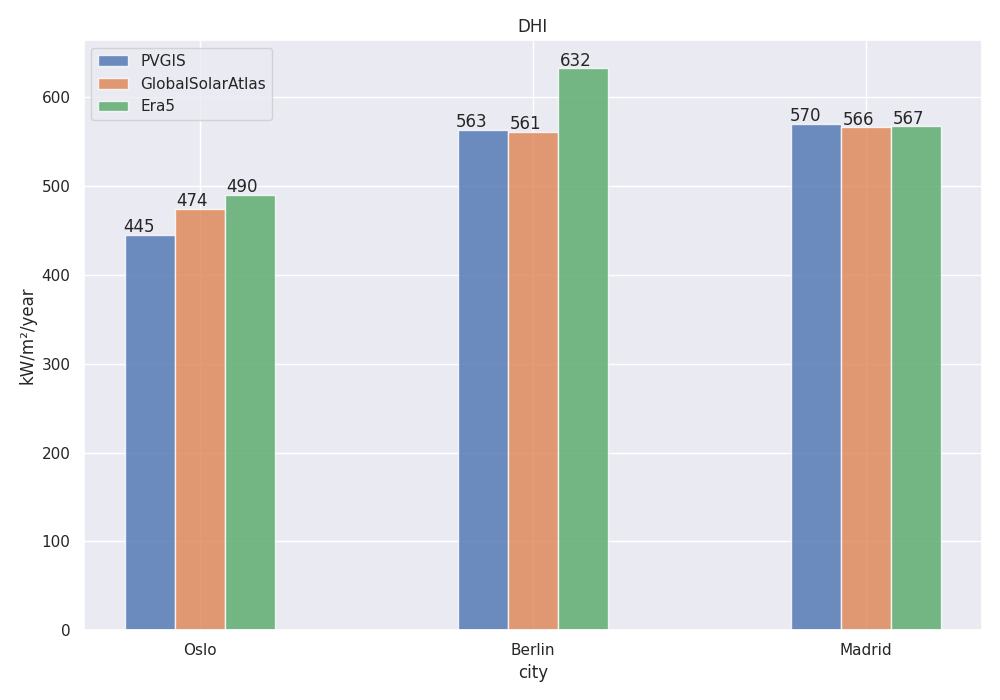 DHI
PVGIS
GlobalSolarAtlas
Era5
632
563
561
570
566
567
445
474
490
600
500
400
300
200
100
0
kW/m²/year
Oslo
Berlin
Madrid
city